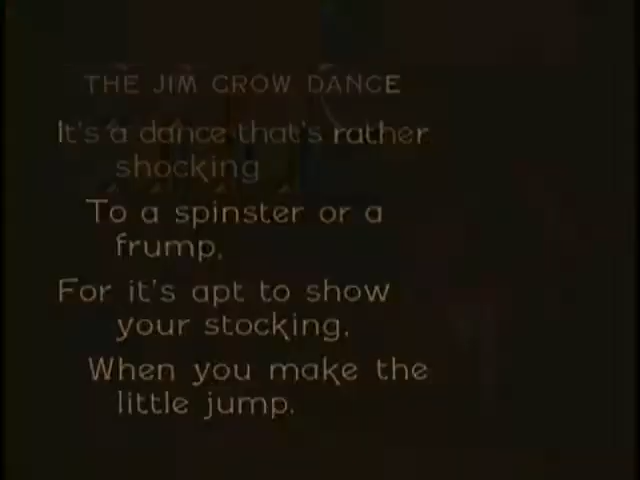 THE JIM CROW DANCE
It's a dance that's rather
shocking
To a spinster or a
frump,
For it's apt to show
your stocking,
When you make the
little jump.